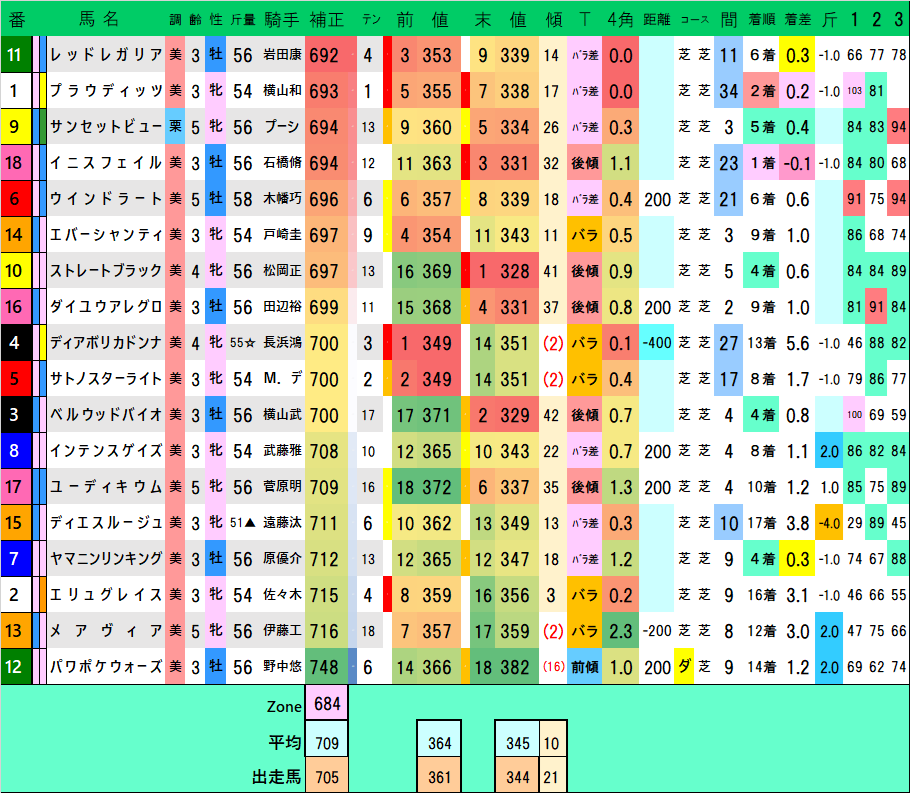 番 馬名 調 齢 性 斤量 騎手 補正 テン 前 値 末 値 傾 T 4角 距離 コース 間 着順 着差 斤 1 2 3
11 レッドレガリア 美 3 牡 56 岩田康 692 4 3 353 9 339 14 バラ差 0.0 芝 芝 11 6着 0.3 -1.0 66 77 78
1 プラウディッツ 美 3 牝 54 横山和 693 1 5 355 7 338 17 バラ差 0.0 芝 芝 34 2着 0.2 -1.0 103 81
9 サンセットビュー 栗 5 牝 56 プーシ 694 13 9 360 5 334 26 バラ差 0.3 芝 芝 3 5着 0.4 84 83 94
18 イニスフェイル 美 3 牡 56 石橋脩 694 12 11 363 3 331 32 後傾 1.1 芝 芝 23 1着 -0.1 -1.0 84 80 68
6 ウインドラート 美 5 牡 58 木幡巧 696 6 6 357 8 339 18 バラ差 0.4 200 芝 芝 21 6着 0.6 91 75 94
14 エバーシャンティ 美 3 牝 54 戸崎圭 697 9 4 354 11 343 11 バラ 0.5 芝 芝 3 9着 1.0 86 68 74
10 ストレートブラック 美 4 牝 56 松岡正 697 13 16 369 1 328 41 後傾 0.9 芝 芝 5 4着 0.6 84 84 89
16 ダイユウアレグロ 美 3 牡 56 田辺裕 699 11 15 368 4 331 37 後傾 0.8 200 芝 芝 2 9着 1.0 81 91 84
4 ディアボリカドンナ 美 4 牝 55☆ 長浜鴻 700 3 1 349 14 351 (2) バラ 0.1 -400 芝 芝 27 13着 5.6 -1.0 46 88 82
5 サトノスターライト 美 3 牝 54 M．デ 700 2 2 349 14 351 (2) バラ 0.4 芝 芝 17 8着 1.7 -1.0 79 86 77
3 ベルウッドバイオ 美 3 牡 56 横山武 700 17 17 371 2 329 42 後傾 0.7 芝 芝 4 4着 0.8 100 69 59
8 インテンスゲイズ 美 3 牝 54 武藤雅 708 10 12 365 10 343 22 バラ差 0.7 200 芝 芝 4 8着 1.1 2.0 86 82 84
17 ユーディキウム 美 5 牝 56 菅原明 709 16 18 372 6 337 35 後傾 1.3 200 芝 芝 4 10着 1.2 1.0 85 75 89
15 ディエスルージュ 美 3 牝 51▲ 遠藤汰 711 6 10 362 13 349 13 バラ差 0.3 芝 芝 10 17着 3.8 -4.0 29 89 45
7 ヤマニンリンキング 美 3 牡 56 原優介 712 13 12 365 12 347 18 バラ差 1.2 芝 芝 9 4着 0.3 -1.0 74 67 88
2 エリュグレイス 美 3 牝 54 佐々木 715 4 8 359 16 356 3 バラ 0.2 芝 芝 9 16着 3.1 -1.0 46 66 55
13 メアヴィア 美 5 牝 56 伊藤工 716 18 7 357 17 359 (2) バラ 2.3 -200 芝 芝 8 12着 3.0 2.0 47 75 66
12 パワポケウォーズ 美 3 牡 56 野中悠 748 6 14 366 18 382 (16) 前傾 1.0 200 ダ 芝 9 14着 1.2 2.0 69 62 74
Zone 684
平均 709 364 345 10
出走馬 705 361 344 21